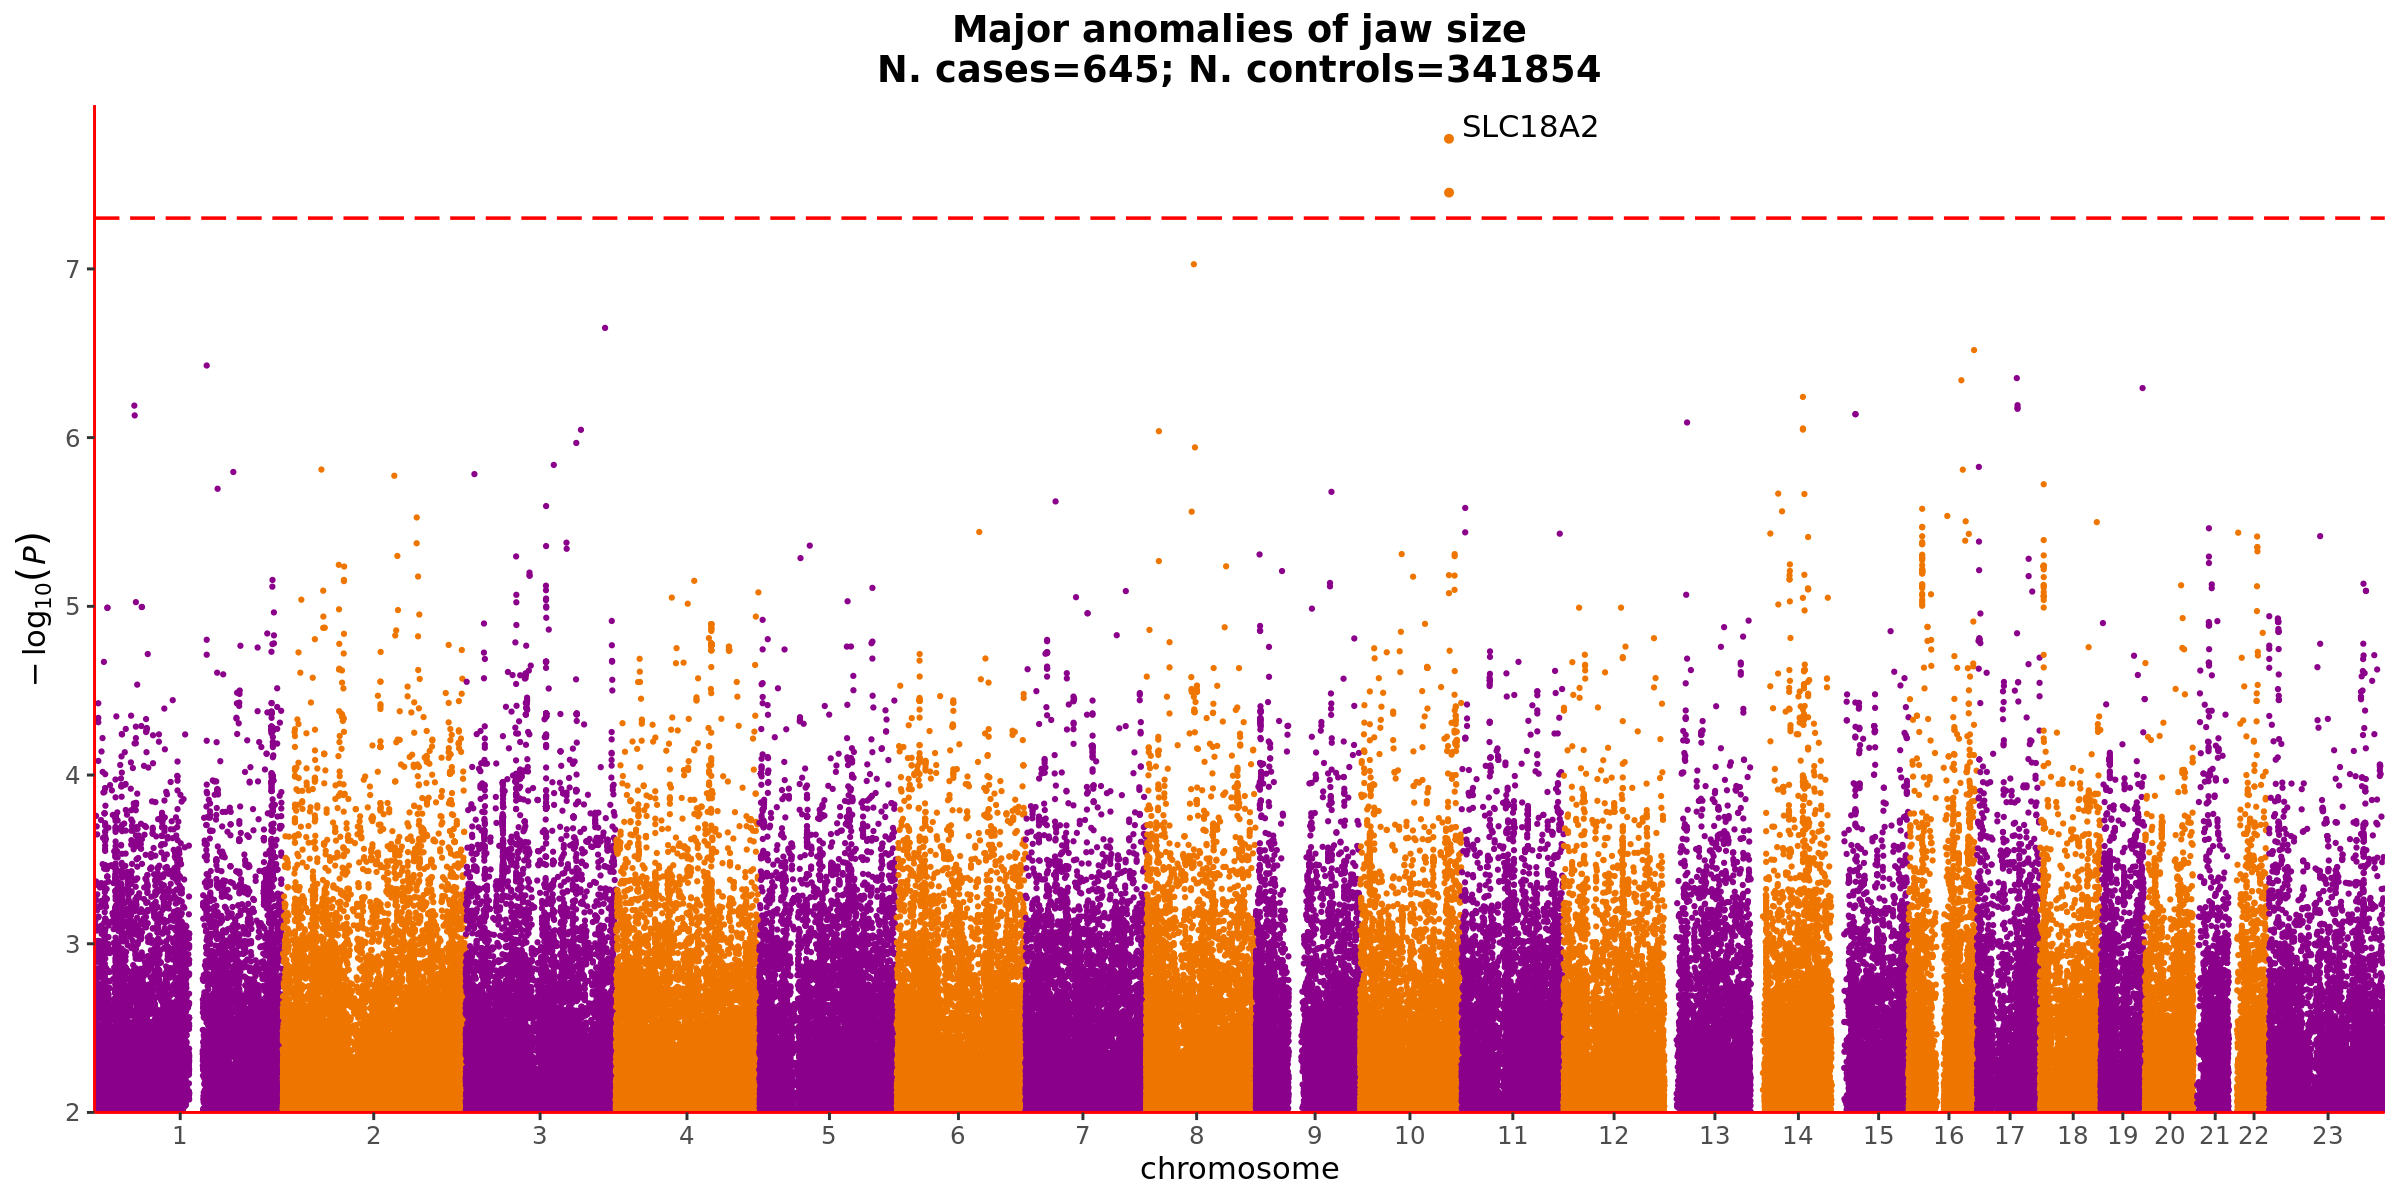 Major anomalies of jaw size
N. cases=645; N. controls=341854
SLC18A2
7
6
5
4
3
2
−log10(P)
1 2 3 4 5 6 7 8 9 10 11 12 13 14 15 16 17 18 19 20 21 22 23
chromosome